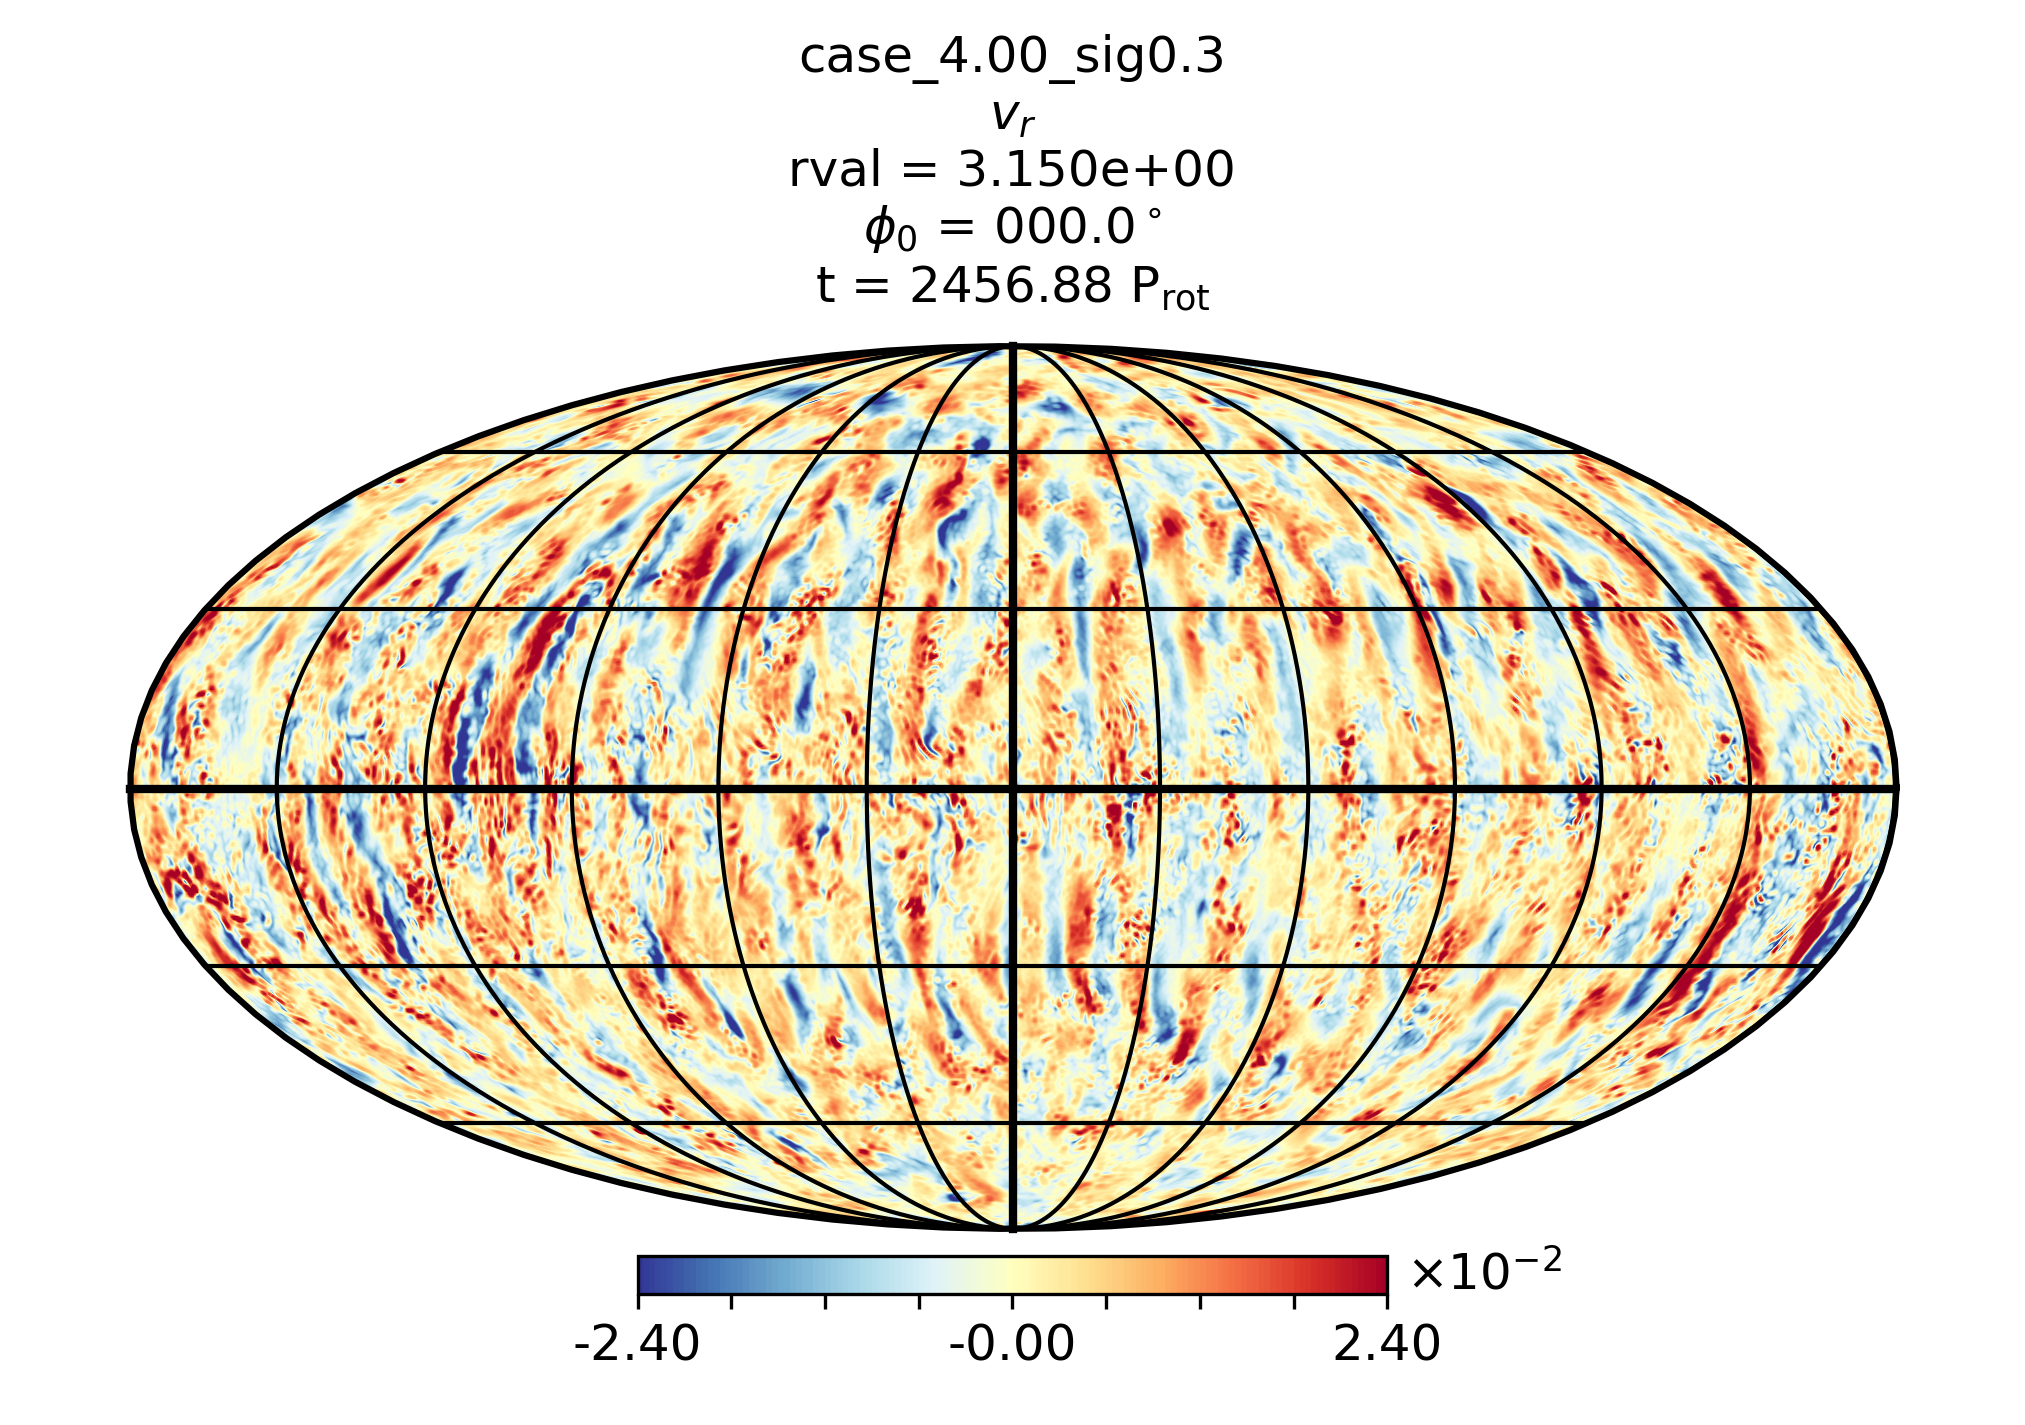 case_4.00_sig0.3
v_r
rval = 3.150e+00
ϕ₀ = 000.0°
t = 2456.88 P_rot
×10⁻²
-2.40 -0.00 2.40